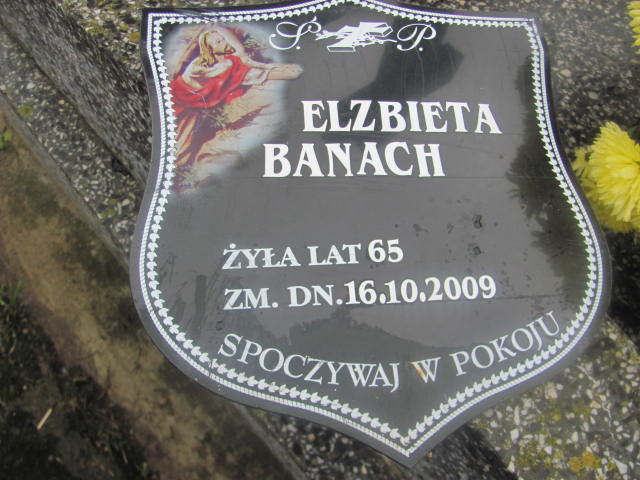 Ś. P.
ELZBIETA
BANACH
ŻYŁA LAT 65
ZM. DN.16.10.2009
SPOCZYWAJ W POKOJU